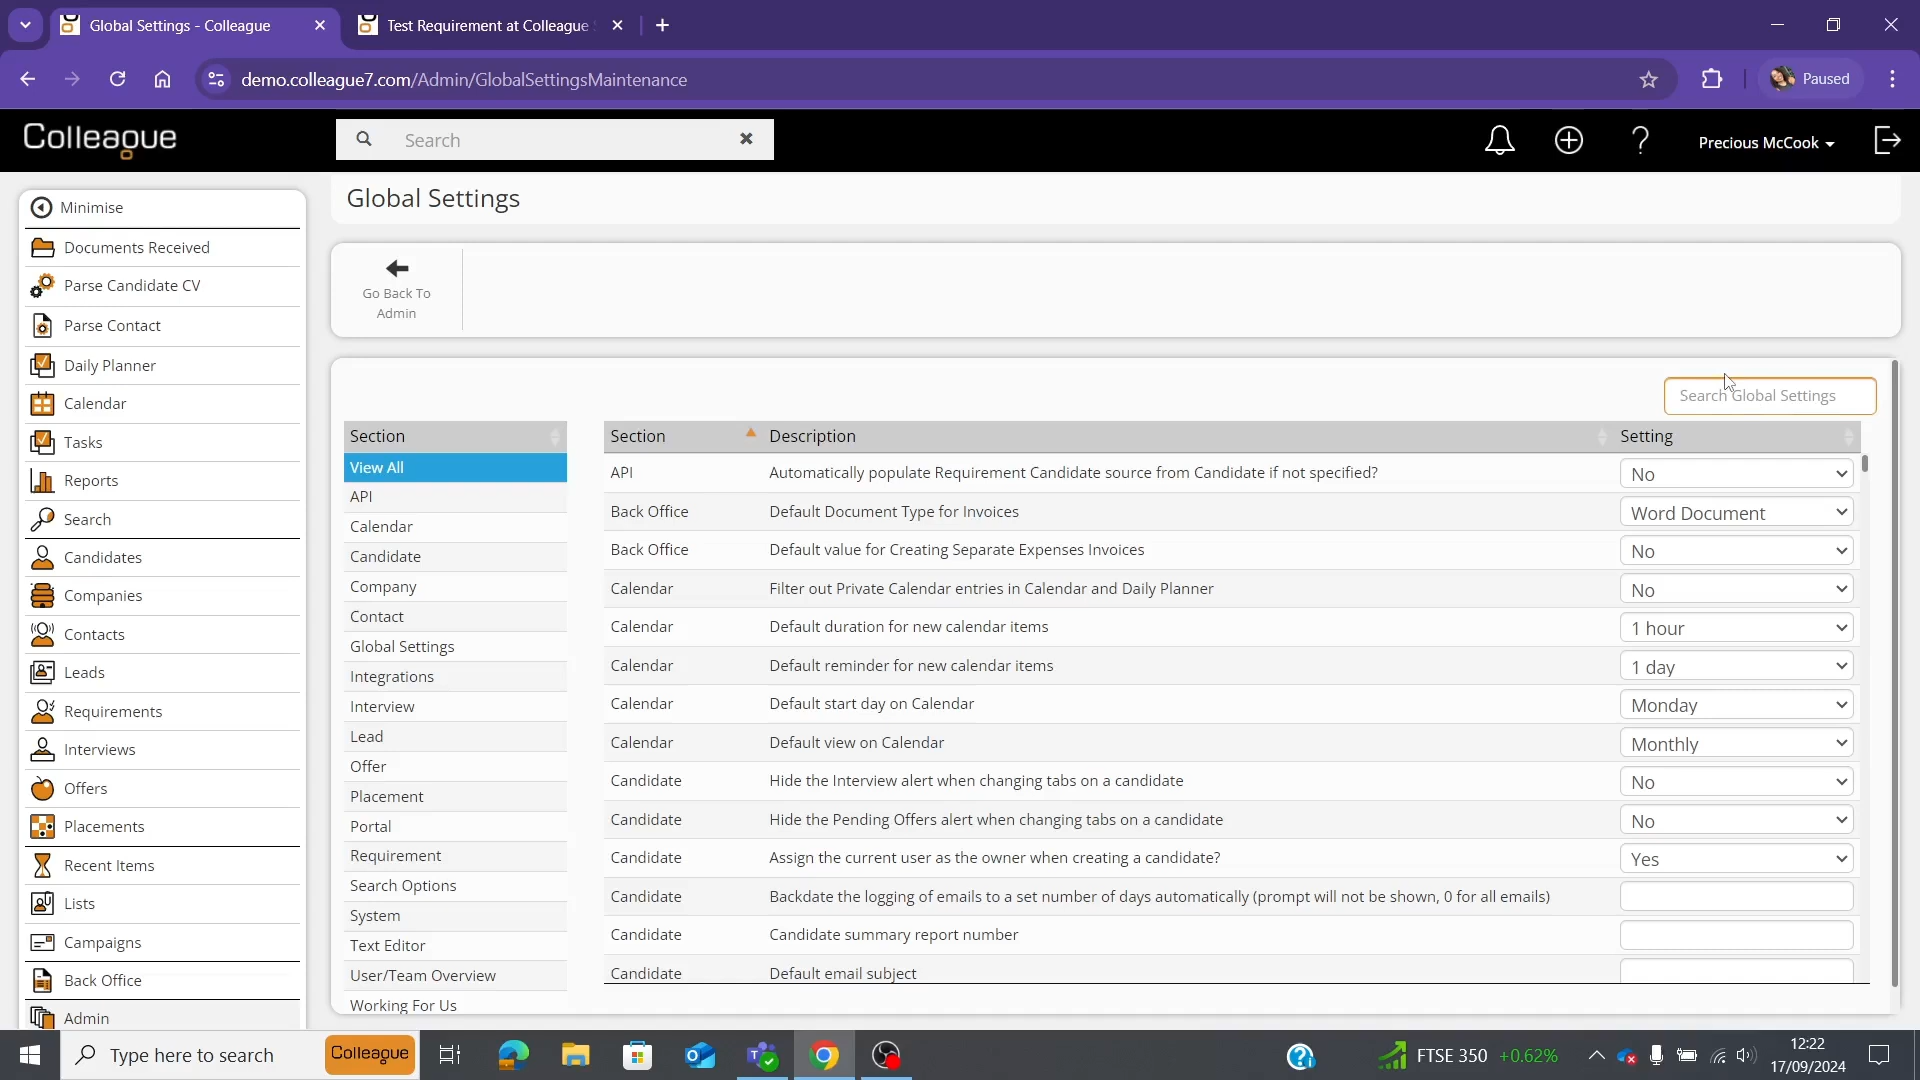 Global Settings - Colleague
Test Requirement at Colleague
demo.colleague7.com/Admin/GlobalSettingsMaintenance
Paused
Colleague
Search
Precious McCook
Minimise
Documents Received
Parse Candidate CV
Parse Contact
Daily Planner
Calendar
Tasks
Reports
Search
Candidates
Companies
Contacts
Leads
Requirements
Interviews
Offers
Placements
Recent Items
Lists
Campaigns
Back Office
Admin
Global Settings
Go Back To
Admin
Search Global Settings
Section
View All
API
Calendar
Candidate
Company
Contact
Global Settings
Integrations
Interview
Lead
Offer
Placement
Portal
Requirement
Search Options
System
Text Editor
User/Team Overview
Working For Us
Section Description Setting
API Automatically populate Requirement Candidate source from Candidate if not specified? No
Back Office Default Document Type for Invoices Word Document
Back Office Default value for Creating Separate Expenses Invoices No
Calendar Filter out Private Calendar entries in Calendar and Daily Planner No
Calendar Default duration for new calendar items 1 hour
Calendar Default reminder for new calendar items 1 day
Calendar Default start day on Calendar Monday
Calendar Default view on Calendar Monthly
Candidate Hide the Interview alert when changing tabs on a candidate No
Candidate Hide the Pending Offers alert when changing tabs on a candidate No
Candidate Assign the current user as the owner when creating a candidate? Yes
Candidate Backdate the logging of emails to a set number of days automatically (prompt will not be shown, 0 for all emails)
Candidate Candidate summary report number
Candidate Default email subject
Type here to search
Colleague
FTSE 350 +0.62%
12:22
17/09/2024